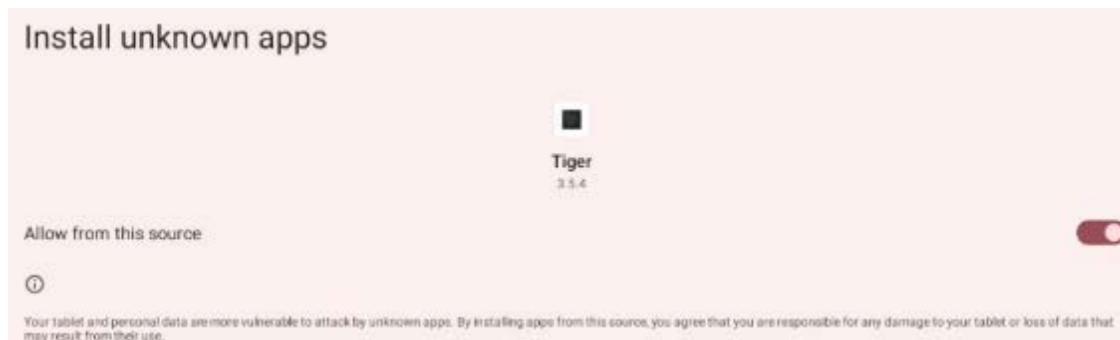 Install unknown apps
Tiger
3.5.4
Allow from this source
Your tablet and personal data are more vulnerable to attack by unknown apps. By installing apps from this source, you agree that you are responsible for any damage to your tablet or loss of data that
may result from their use.